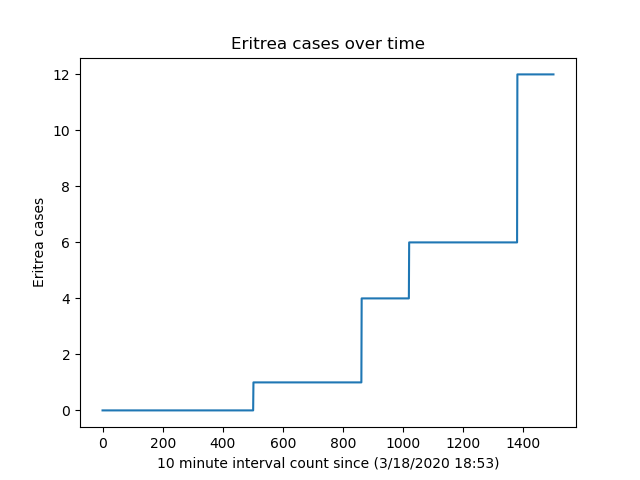 Eritrea cases over time
12
10
8
6
4
2
0
Eritrea cases
0 200 400 600 800 1000 1200 1400
10 minute interval count since (3/18/2020 18:53)